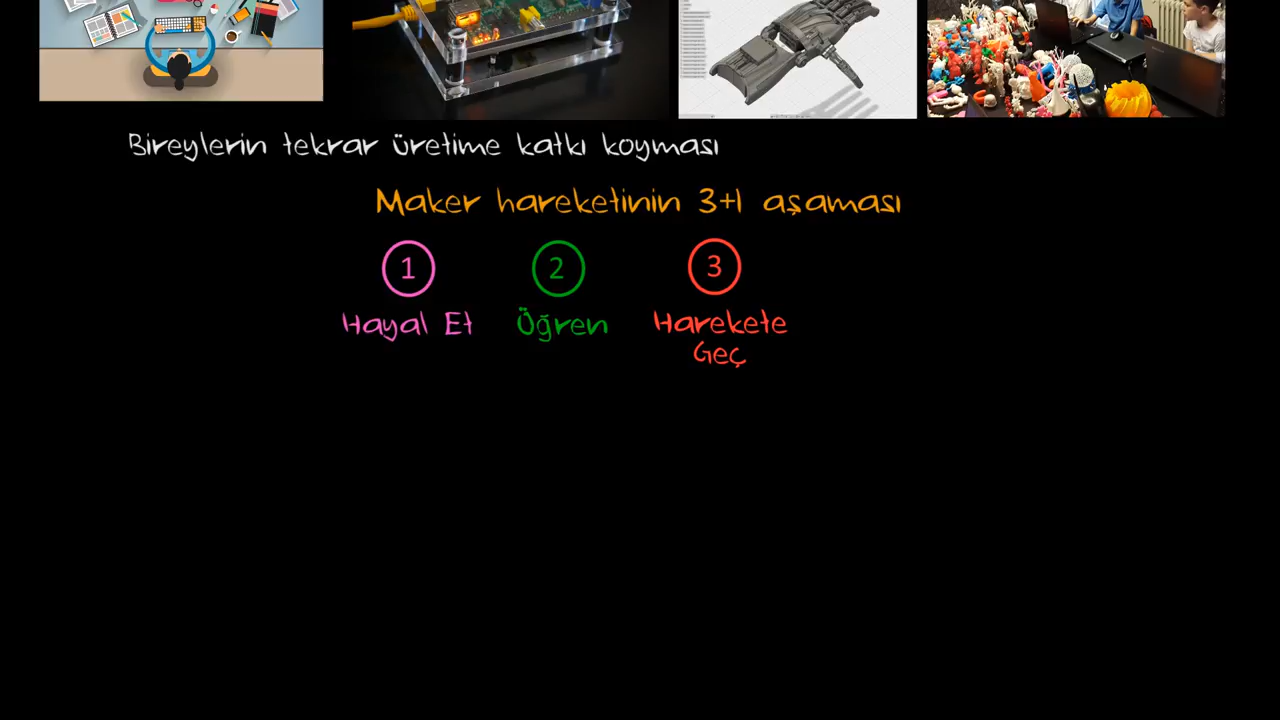 Bireylerin tekrar üretime katkı koyması
Maker hareketinin 3+1 aşaması
1 2 3
Hayal Et Öğren Harekete
Geç